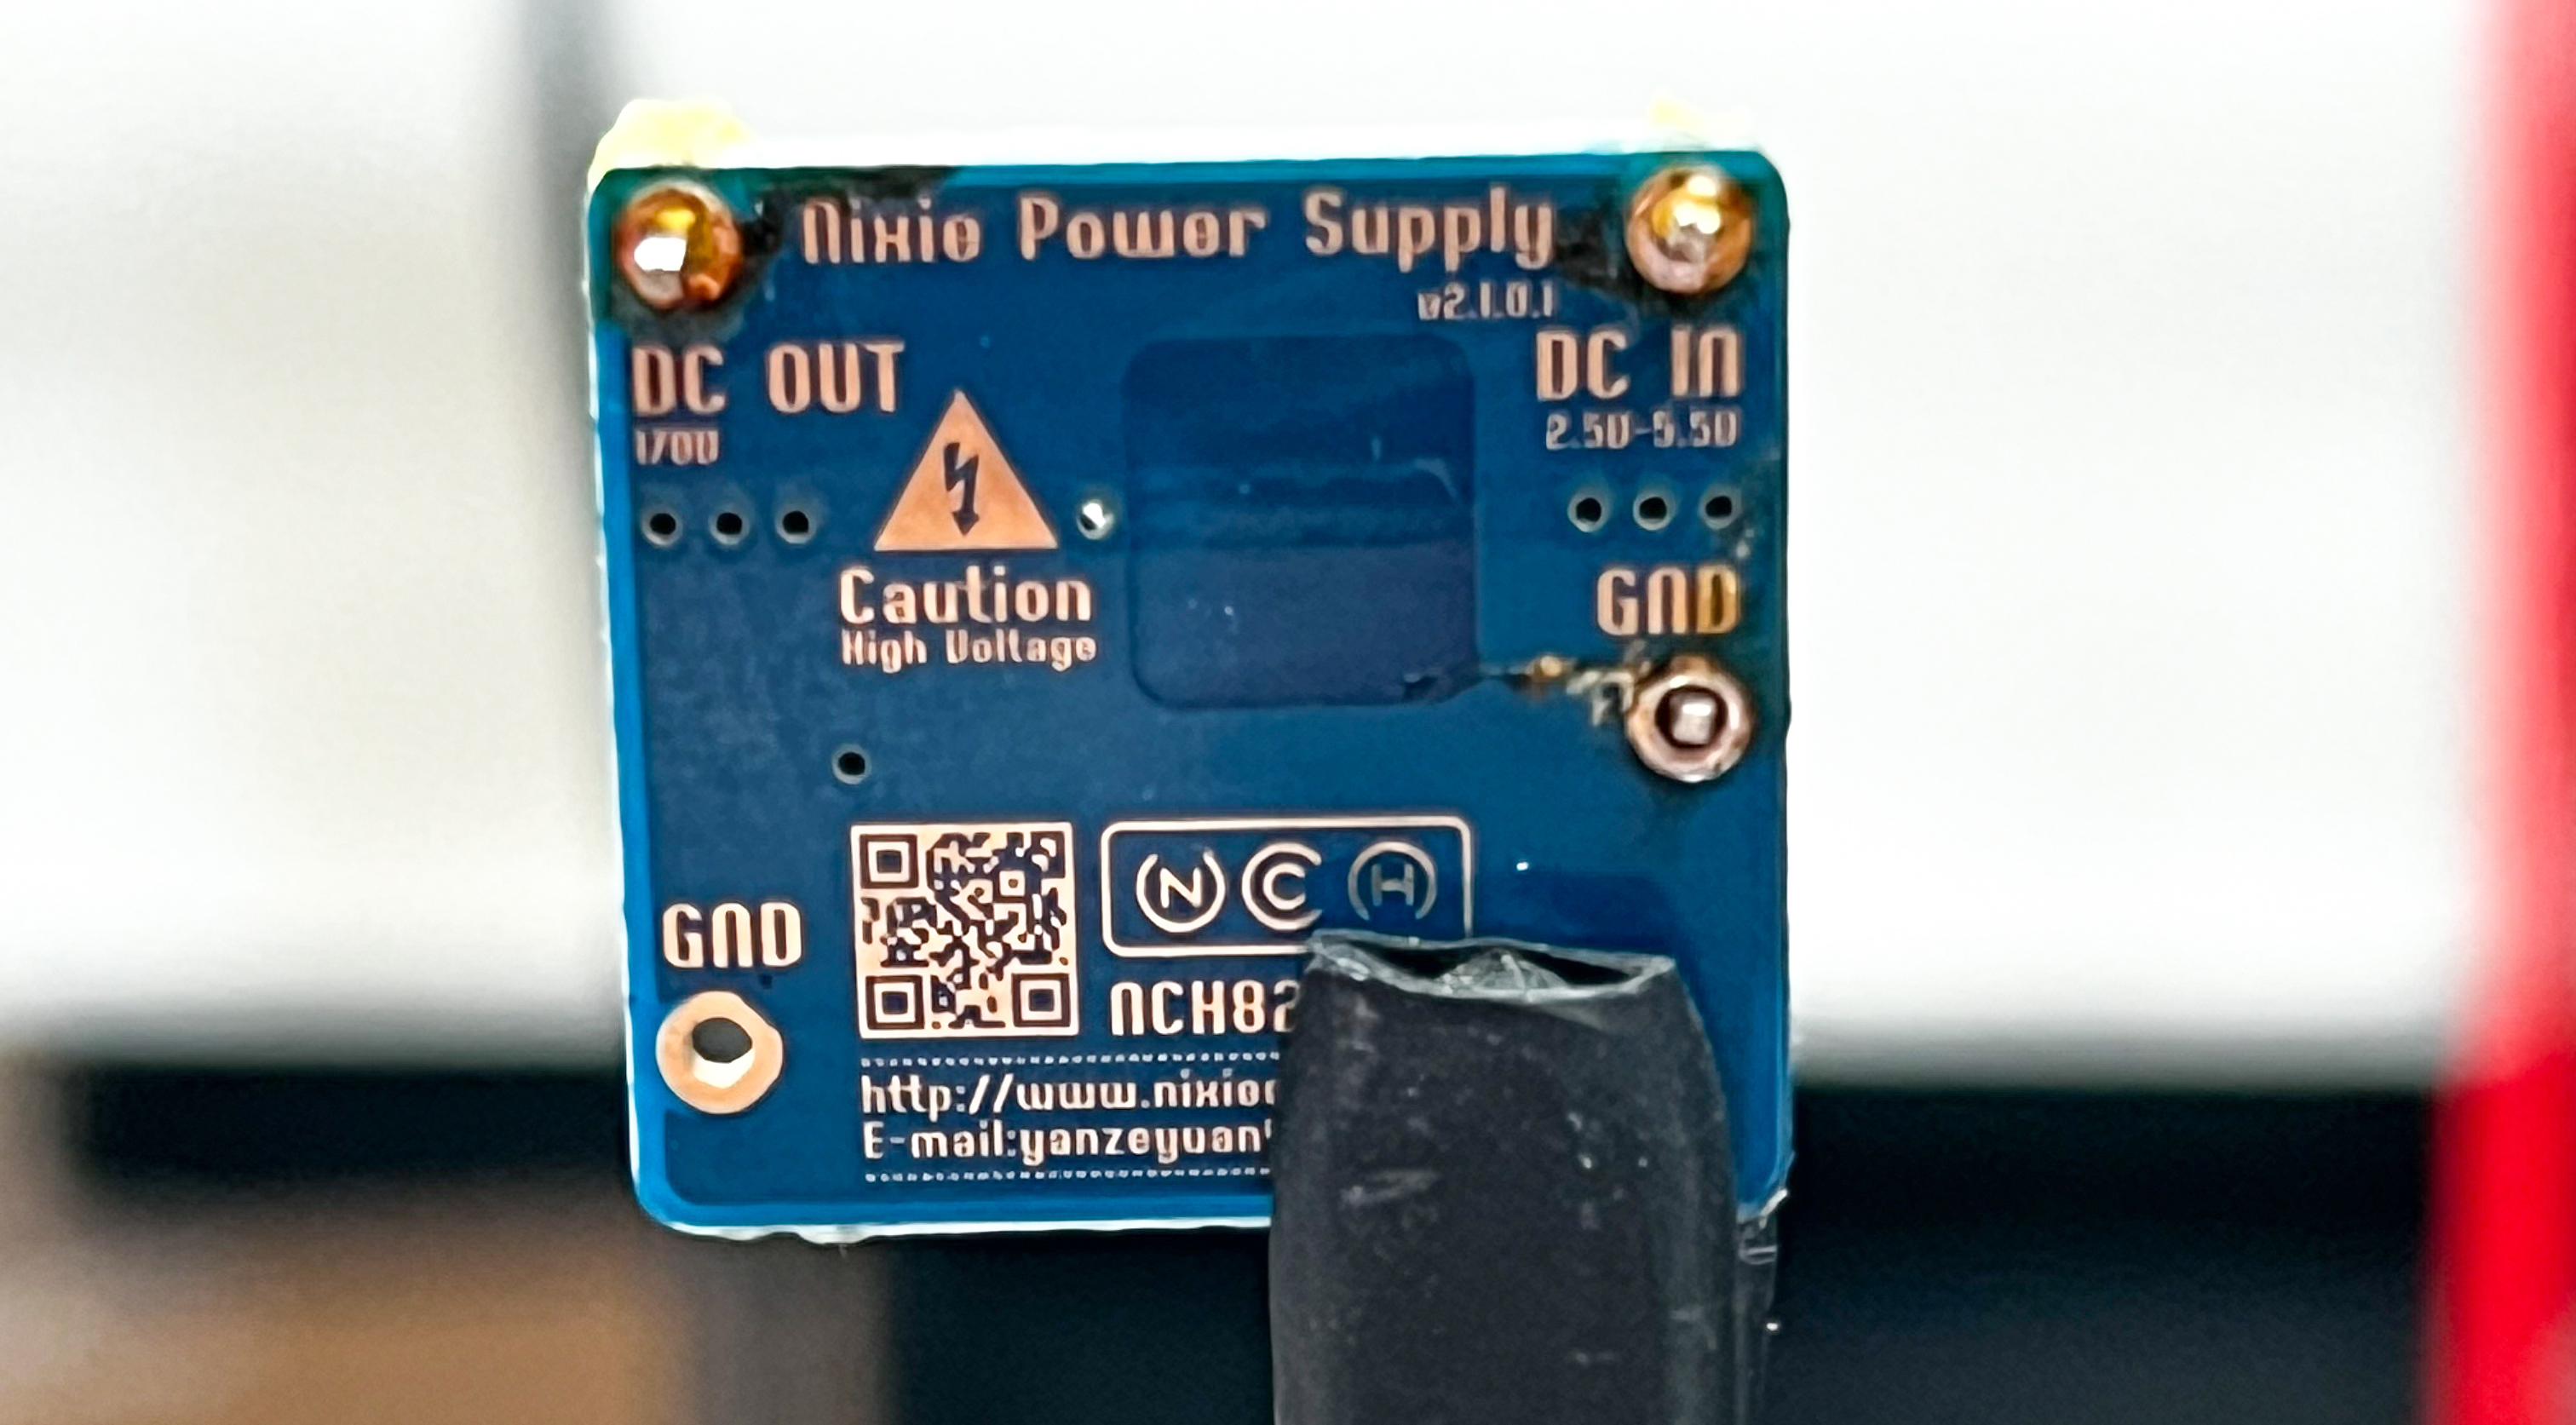 Nixie Power Supply
v2.1.0.1
DC OUT
170V
DC IN
2.5V-5.5V
Caution
High Voltage
GND
N C H
GND
NCH82
http://www.nixie
E-mail:yanzeyuan